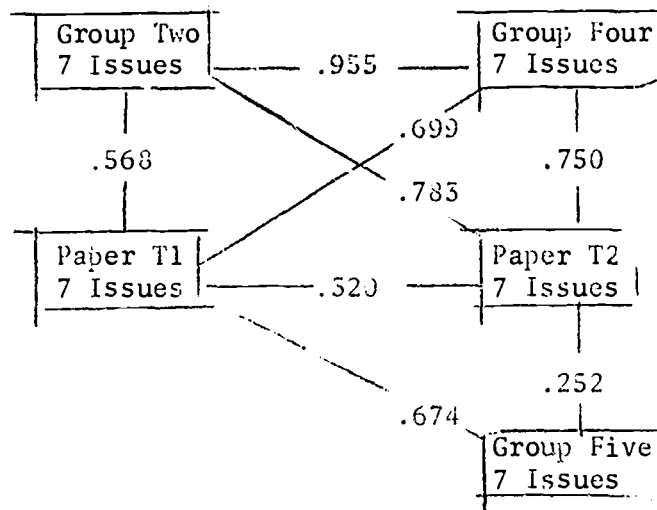 Group Two
7 Issues
.955
Group Four
7 Issues
.699
.568
.750
.783
Paper T1
7 Issues
.320
Paper T2
7 Issues
.252
.674
Group Five
7 Issues